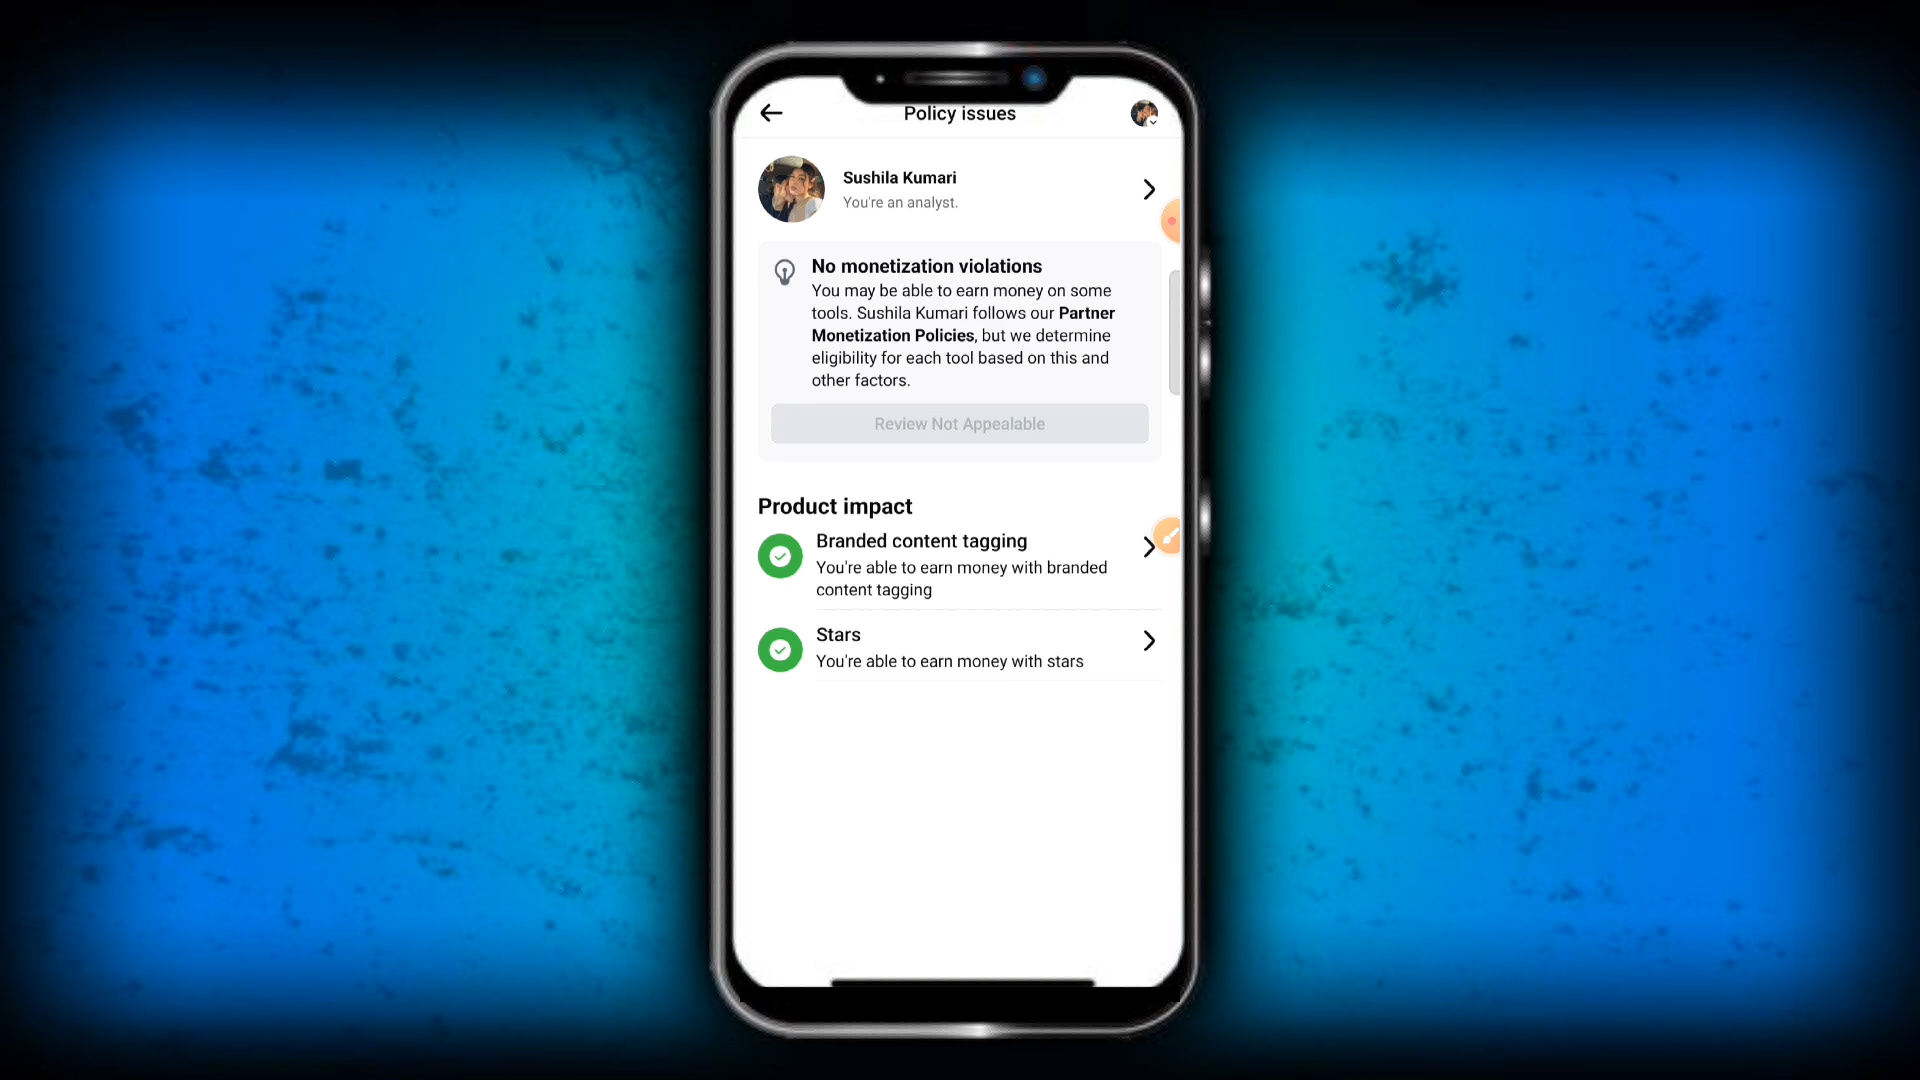 Policy issues
Sushila Kumari
You're an analyst.
No monetization violations
You may be able to earn money on some
tools. Sushila Kumari follows our Partner
Monetization Policies, but we determine
eligibility for each tool based on this and
other factors.
Review Not Appealable
Product impact
Branded content tagging
You're able to earn money with branded
content tagging
Stars
You're able to earn money with stars